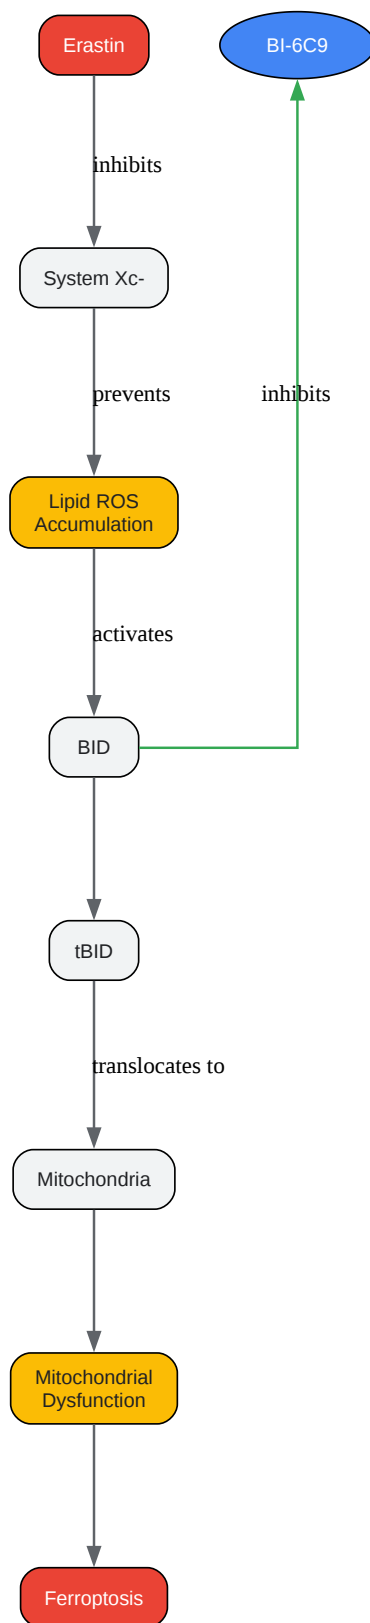 Erastin
BI-6C9
inhibits
System Xc-
prevents
inhibits
Lipid ROS
Accumulation
activates
BID
tBID
translocates to
Mitochondria
Mitochondrial
Dysfunction
Ferroptosis